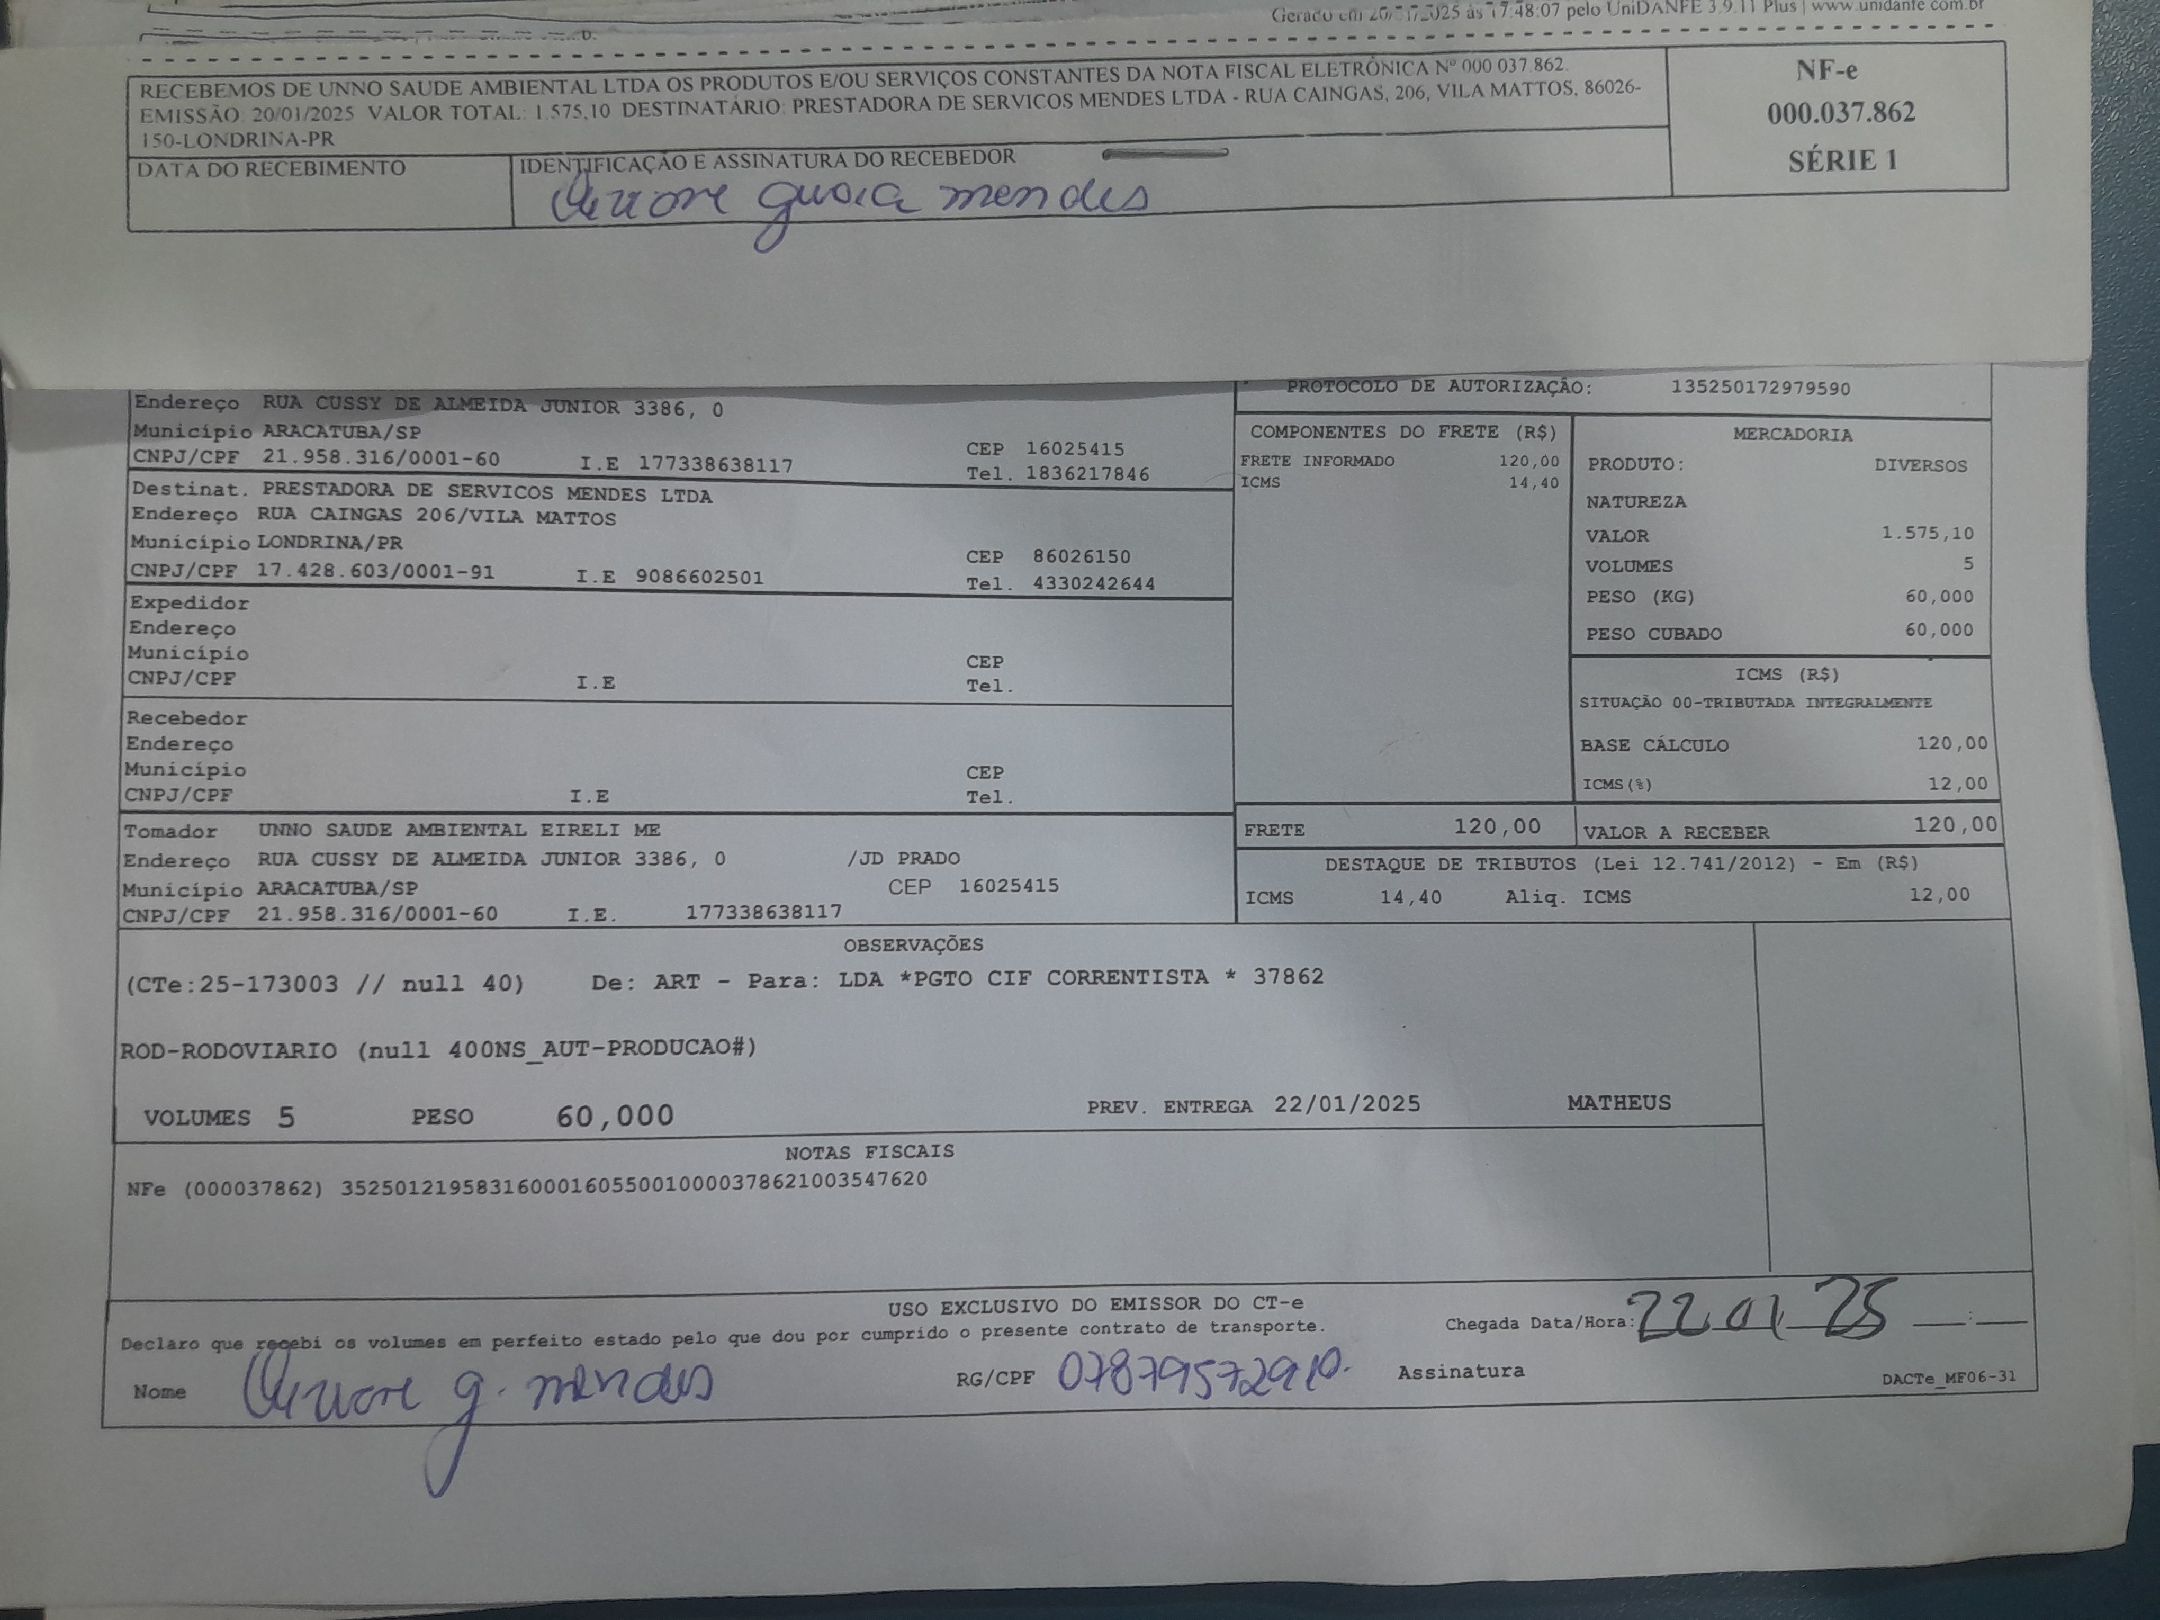 Gerado em 20/01/2025 às 17:48:07 pelo UniDANFE 3.9.11 Plus | www.unidanfe.com.br
RECEBEMOS DE UNNO SAUDE AMBIENTAL LTDA OS PRODUTOS E/OU SERVIÇOS CONSTANTES DA NOTA FISCAL ELETRÔNICA Nº 000.037.862.
EMISSÃO: 20/01/2025 VALOR TOTAL: 1.575,10 DESTINATÁRIO: PRESTADORA DE SERVICOS MENDES LTDA - RUA CAINGAS, 206, VILA MATTOS, 86026-
150-LONDRINA-PR
NF-e
000.037.862
SÉRIE 1
DATA DO RECEBIMENTO
IDENTIFICAÇÃO E ASSINATURA DO RECEBEDOR
mendes
Endereço RUA CUSSY DE ALMEIDA JUNIOR 3386, 0
Município ARACATUBA/SP CEP 16025415
CNPJ/CPF 21.958.316/0001-60 I.E 177338638117 Tel. 1836217846
Destinat. PRESTADORA DE SERVICOS MENDES LTDA
Endereço RUA CAINGAS 206/VILA MATTOS
Município LONDRINA/PR CEP 86026150
CNPJ/CPF 17.428.603/0001-91 I.E 9086602501 Tel. 4330242644
Expedidor
Endereço
Município CEP
CNPJ/CPF I.E Tel.
Recebedor
Endereço
Município CEP
CNPJ/CPF I.E Tel.
Tomador UNNO SAUDE AMBIENTAL EIRELI ME
Endereço RUA CUSSY DE ALMEIDA JUNIOR 3386, 0 /JD PRADO
Município ARACATUBA/SP CEP 16025415
CNPJ/CPF 21.958.316/0001-60 I.E. 177338638117
PROTOCOLO DE AUTORIZAÇÃO: 135250172979590
COMPONENTES DO FRETE (R$)
FRETE INFORMADO 120,00
ICMS 14,40
MERCADORIA
PRODUTO: DIVERSOS
NATUREZA
VALOR 1.575,10
VOLUMES 5
PESO (KG) 60,000
PESO CUBADO 60,000
ICMS (R$)
SITUAÇÃO 00-TRIBUTADA INTEGRALMENTE
BASE CÁLCULO 120,00
ICMS(%) 12,00
FRETE 120,00 VALOR A RECEBER 120,00
DESTAQUE DE TRIBUTOS (Lei 12.741/2012) - Em (R$)
ICMS 14,40 Aliq. ICMS 12,00
OBSERVAÇÕES
(CTe:25-173003 // null 40) De: ART - Para: LDA *PGTO CIF CORRENTISTA * 37862
ROD-RODOVIARIO (null 400NS_AUT-PRODUCAO#)
VOLUMES 5 PESO 60,000 PREV. ENTREGA 22/01/2025 MATHEUS
NOTAS FISCAIS
NFe (000037862) 35250121958316000160550010000378621003547620
USO EXCLUSIVO DO EMISSOR DO CT-e
Declaro que recebi os volumes em perfeito estado pelo que dou por cumprido o presente contrato de transporte.
Chegada Data/Hora: 22 01 25 __:__
Nome g. mendes RG/CPF Assinatura
DACTe_MF06-31